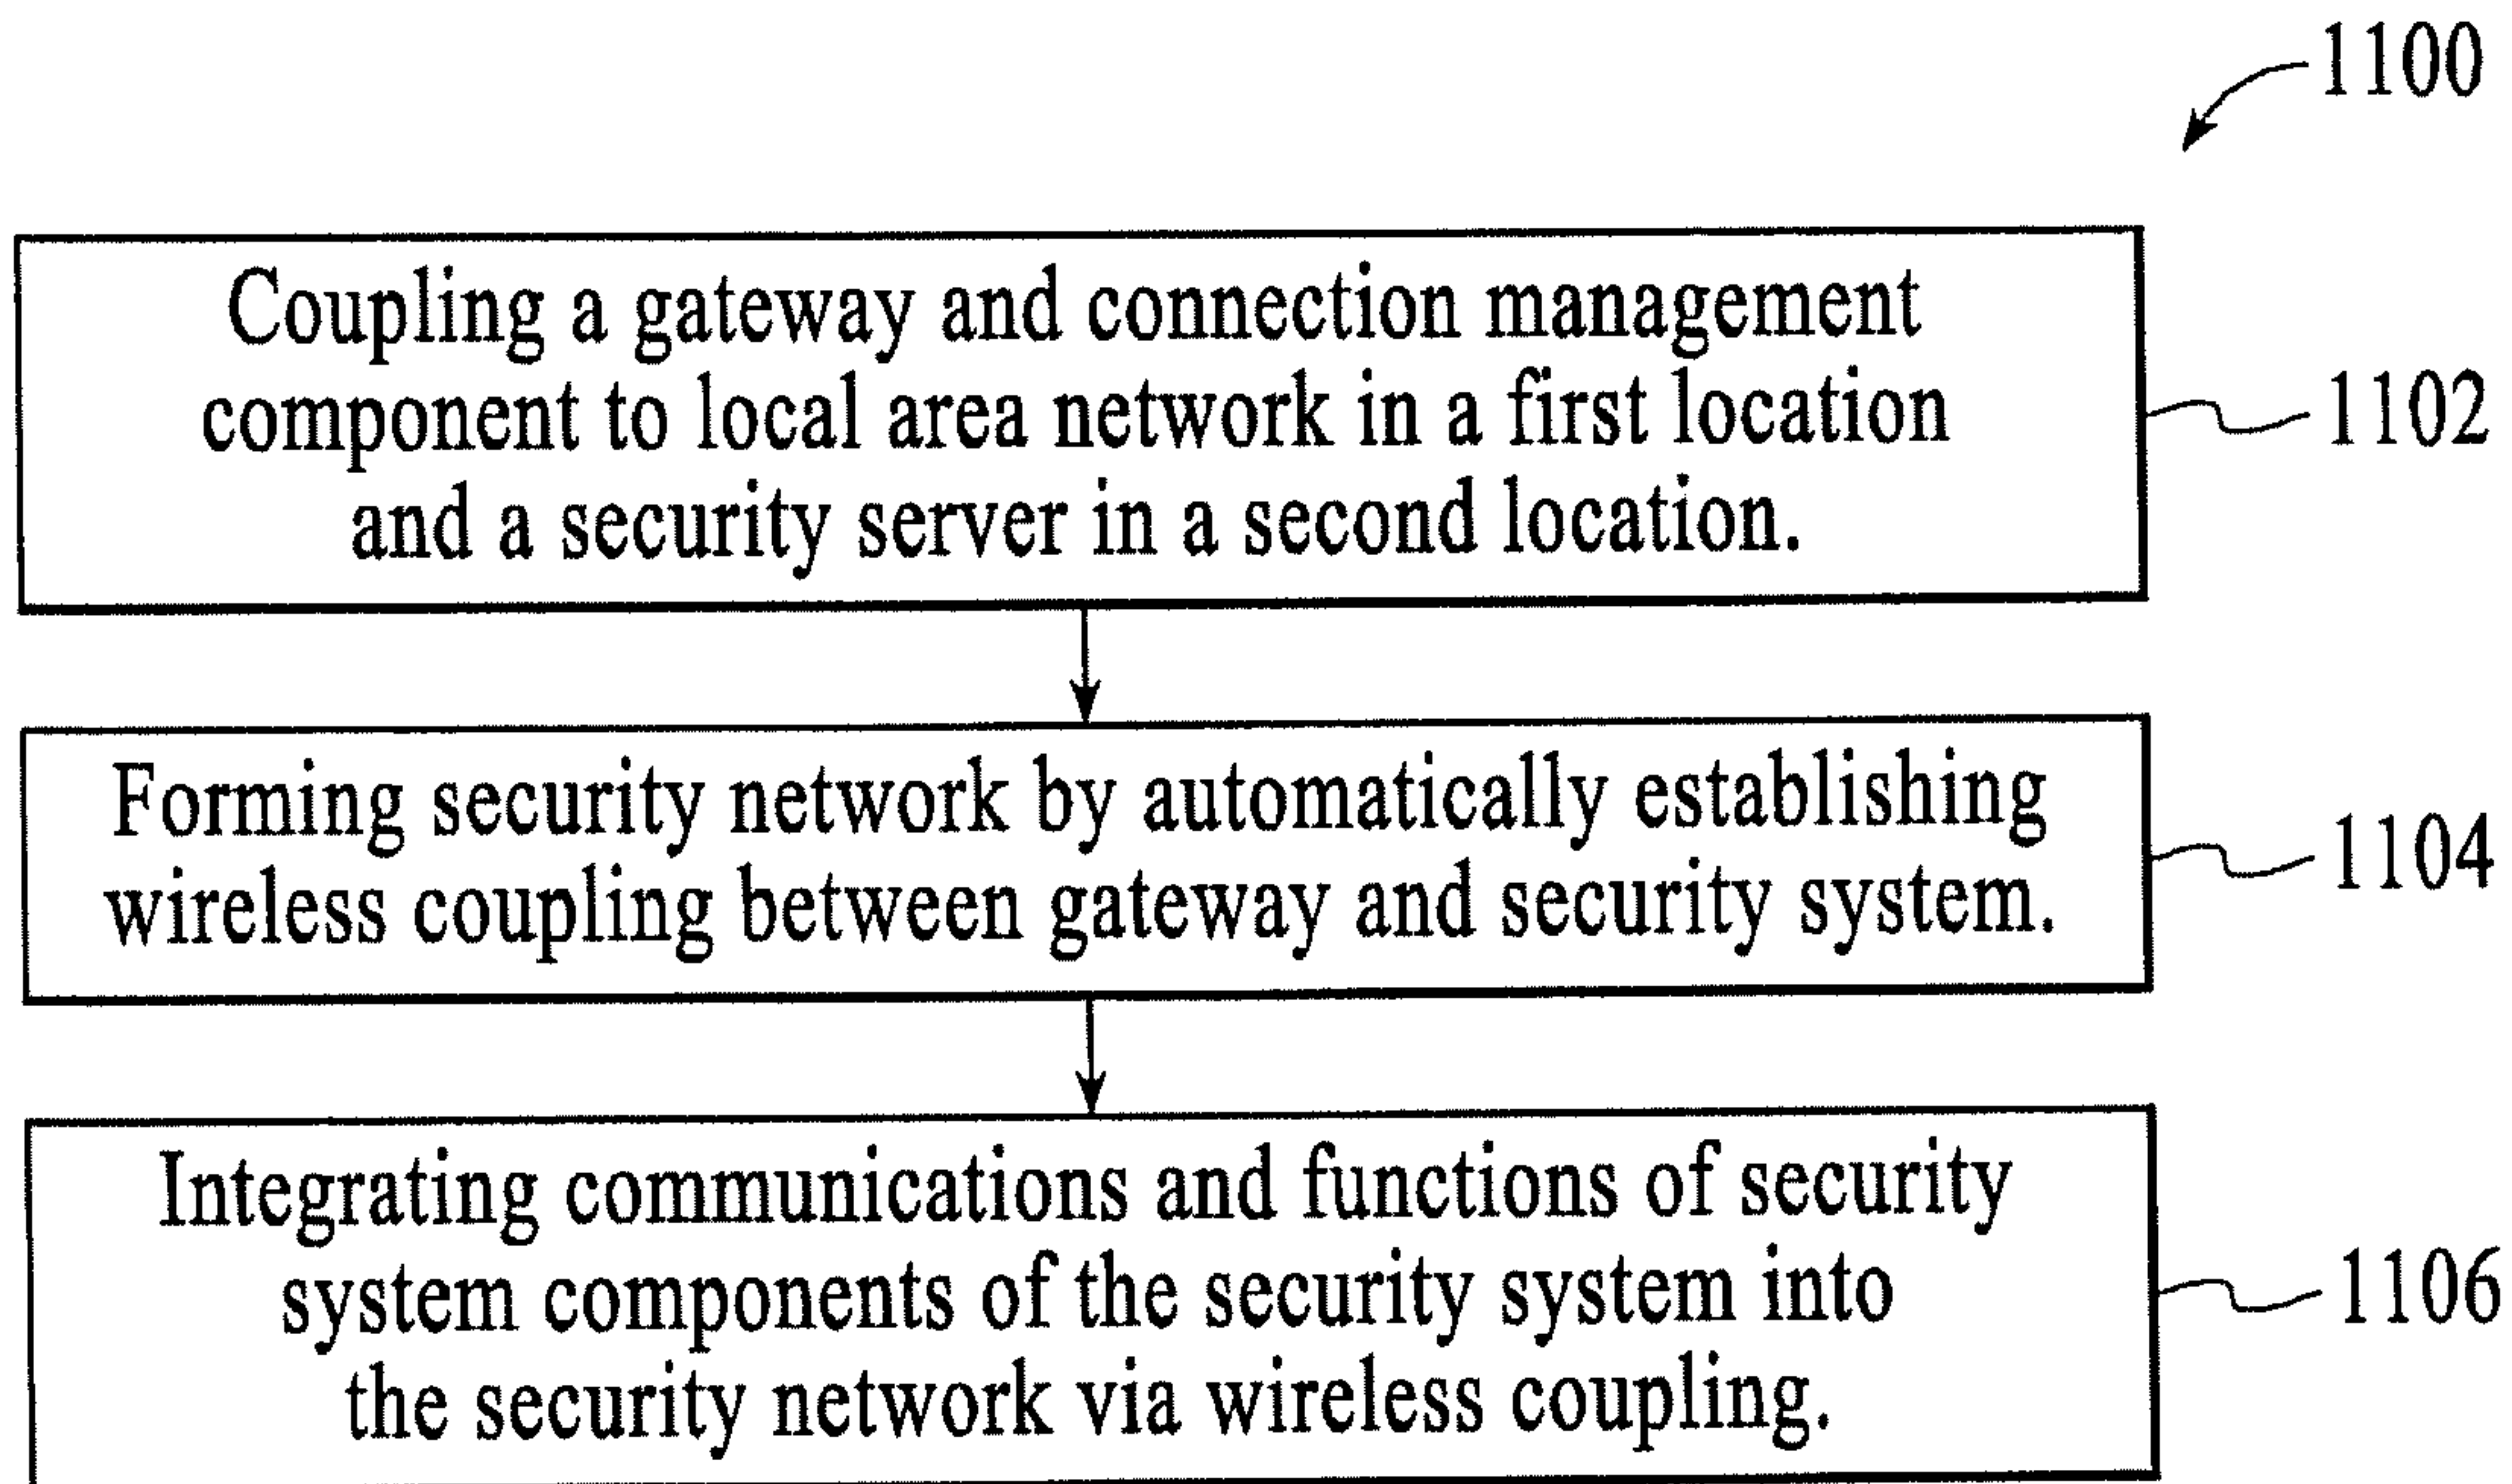 1100
Coupling a gateway and connection management
component to local area network in a first location
and a security server in a second location.
1102
Forming security network by automatically establishing
wireless coupling between gateway and security system.
1104
Integrating communications and functions of security
system components of the security system into
the security network via wireless coupling.
1106